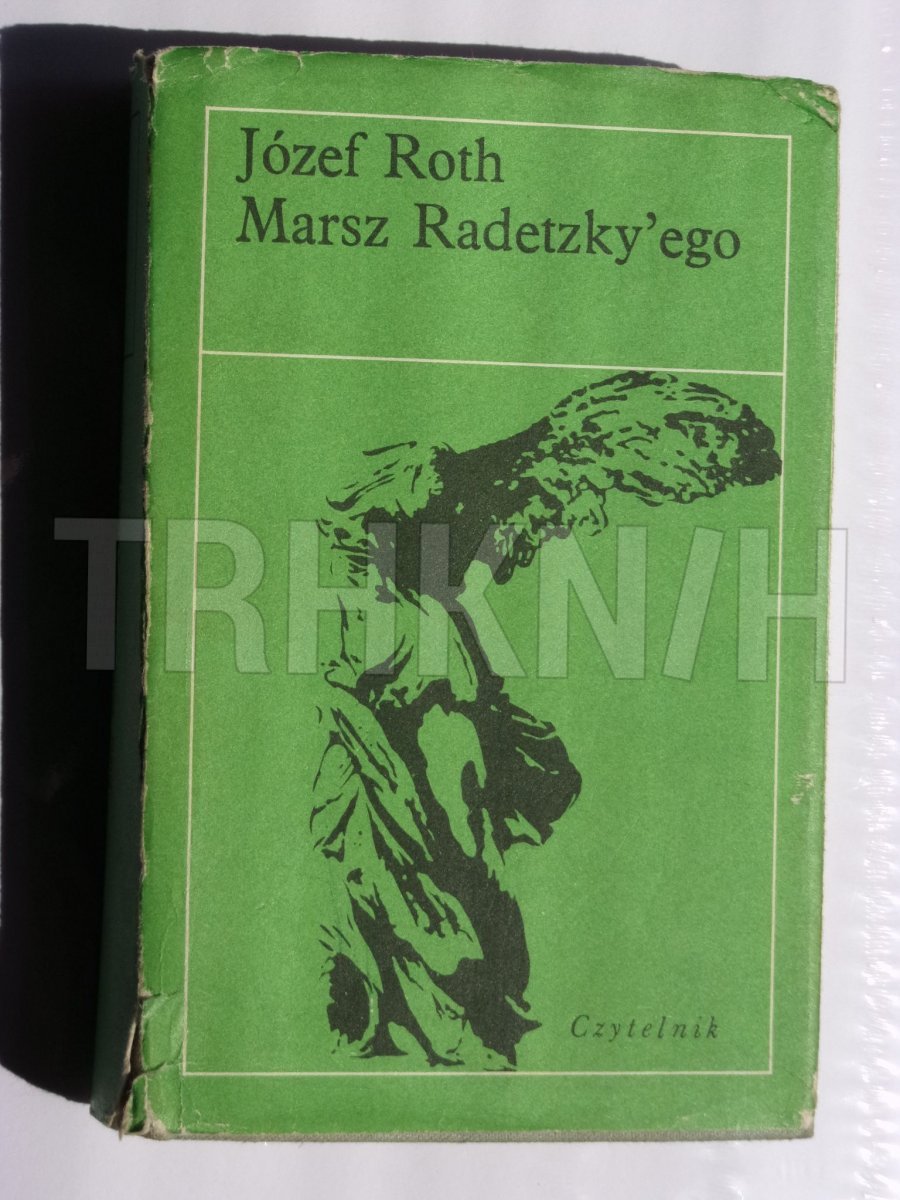 Józef Roth
Marsz Radetzky'ego
TRHKN/H
Czytelnik